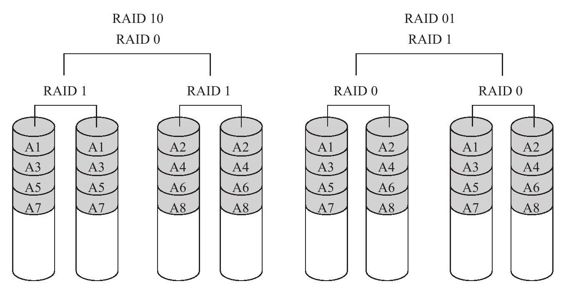 RAID 10 RAID 01
RAID 0 RAID 1
RAID 1 RAID 1 RAID 0 RAID 0
A1 A1 A2 A2 A1 A2 A1 A2
A3 A3 A4 A4 A3 A4 A3 A4
A5 A5 A6 A6 A5 A6 A5 A6
A7 A7 A8 A8 A7 A8 A7 A8